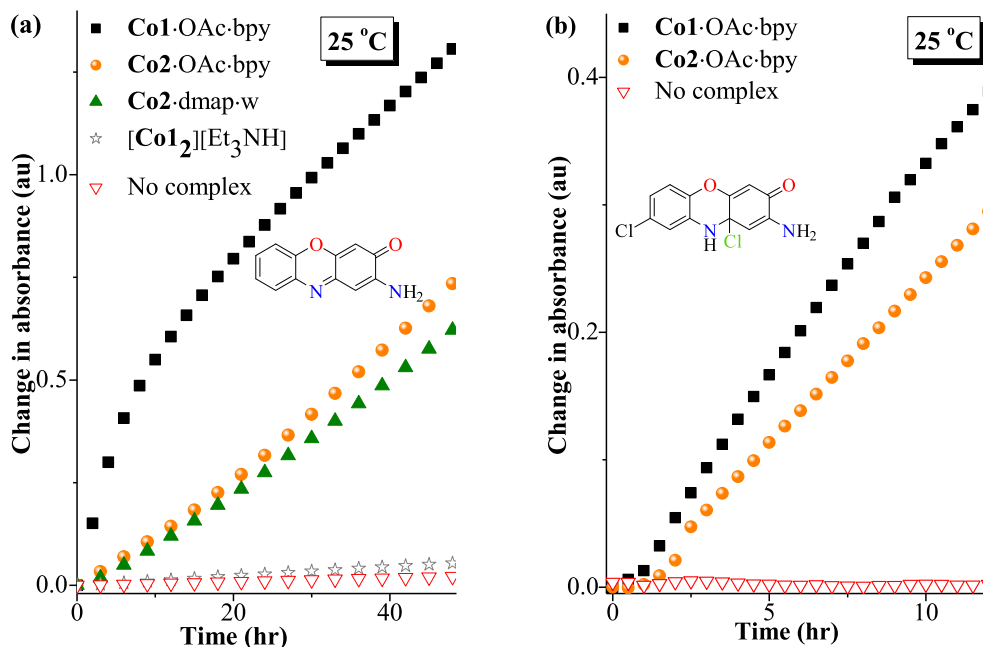 (a)
25 °C
Co1·OAc·bpy
Co2·OAc·bpy
Co2·dmap·w
[Co1₂][Et₃NH]
No complex
O
O
N
NH₂
1.0
0.5
0.0
0
20
40
Change in absorbance (au)
Time (hr)
(b)
25 °C
Co1·OAc·bpy
Co2·OAc·bpy
No complex
O
O
Cl
N
H
Cl
NH₂
0.4
0.2
0.0
0
5
10
Change in absorbance (au)
Time (hr)